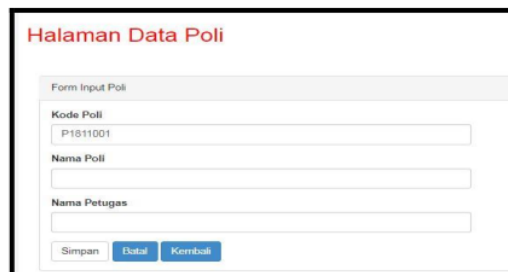 Halaman Data Poli
Form Input Poli
Kode Poli
P1811001
Nama Poli
Nama Petugas
Simpan Batal Kembali